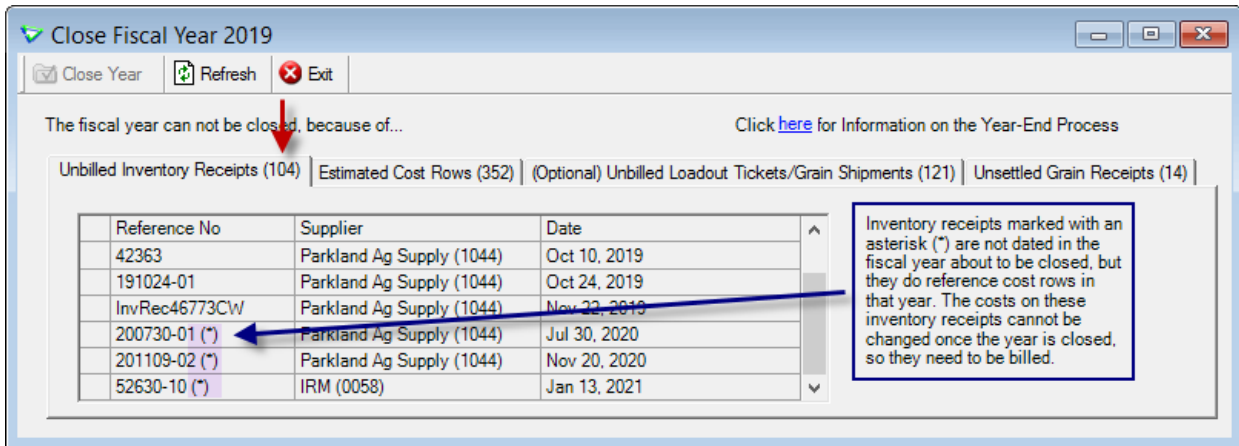 Close Fiscal Year 2019
Close Year Refresh Exit
The fiscal year can not be closed, because of... Click here for Information on the Year-End Process
Unbilled Inventory Receipts (104) Estimated Cost Rows (352) (Optional) Unbilled Loadout Tickets/Grain Shipments (121) Unsettled Grain Receipts (14)
Reference No Supplier Date
42363 Parkland Ag Supply (1044) Oct 10, 2019
191024-01 Parkland Ag Supply (1044) Oct 24, 2019
InvRec46773CW Parkland Ag Supply (1044) Nov 22, 2019
200730-01 (*) Parkland Ag Supply (1044) Jul 30, 2020
201109-02 (*) Parkland Ag Supply (1044) Nov 20, 2020
52630-10 (*) IRM (0058) Jan 13, 2021
Inventory receipts marked with an
asterisk (*) are not dated in the
fiscal year about to be closed, but
they do reference cost rows in
that year. The costs on these
inventory receipts cannot be
changed once the year is closed,
so they need to be billed.